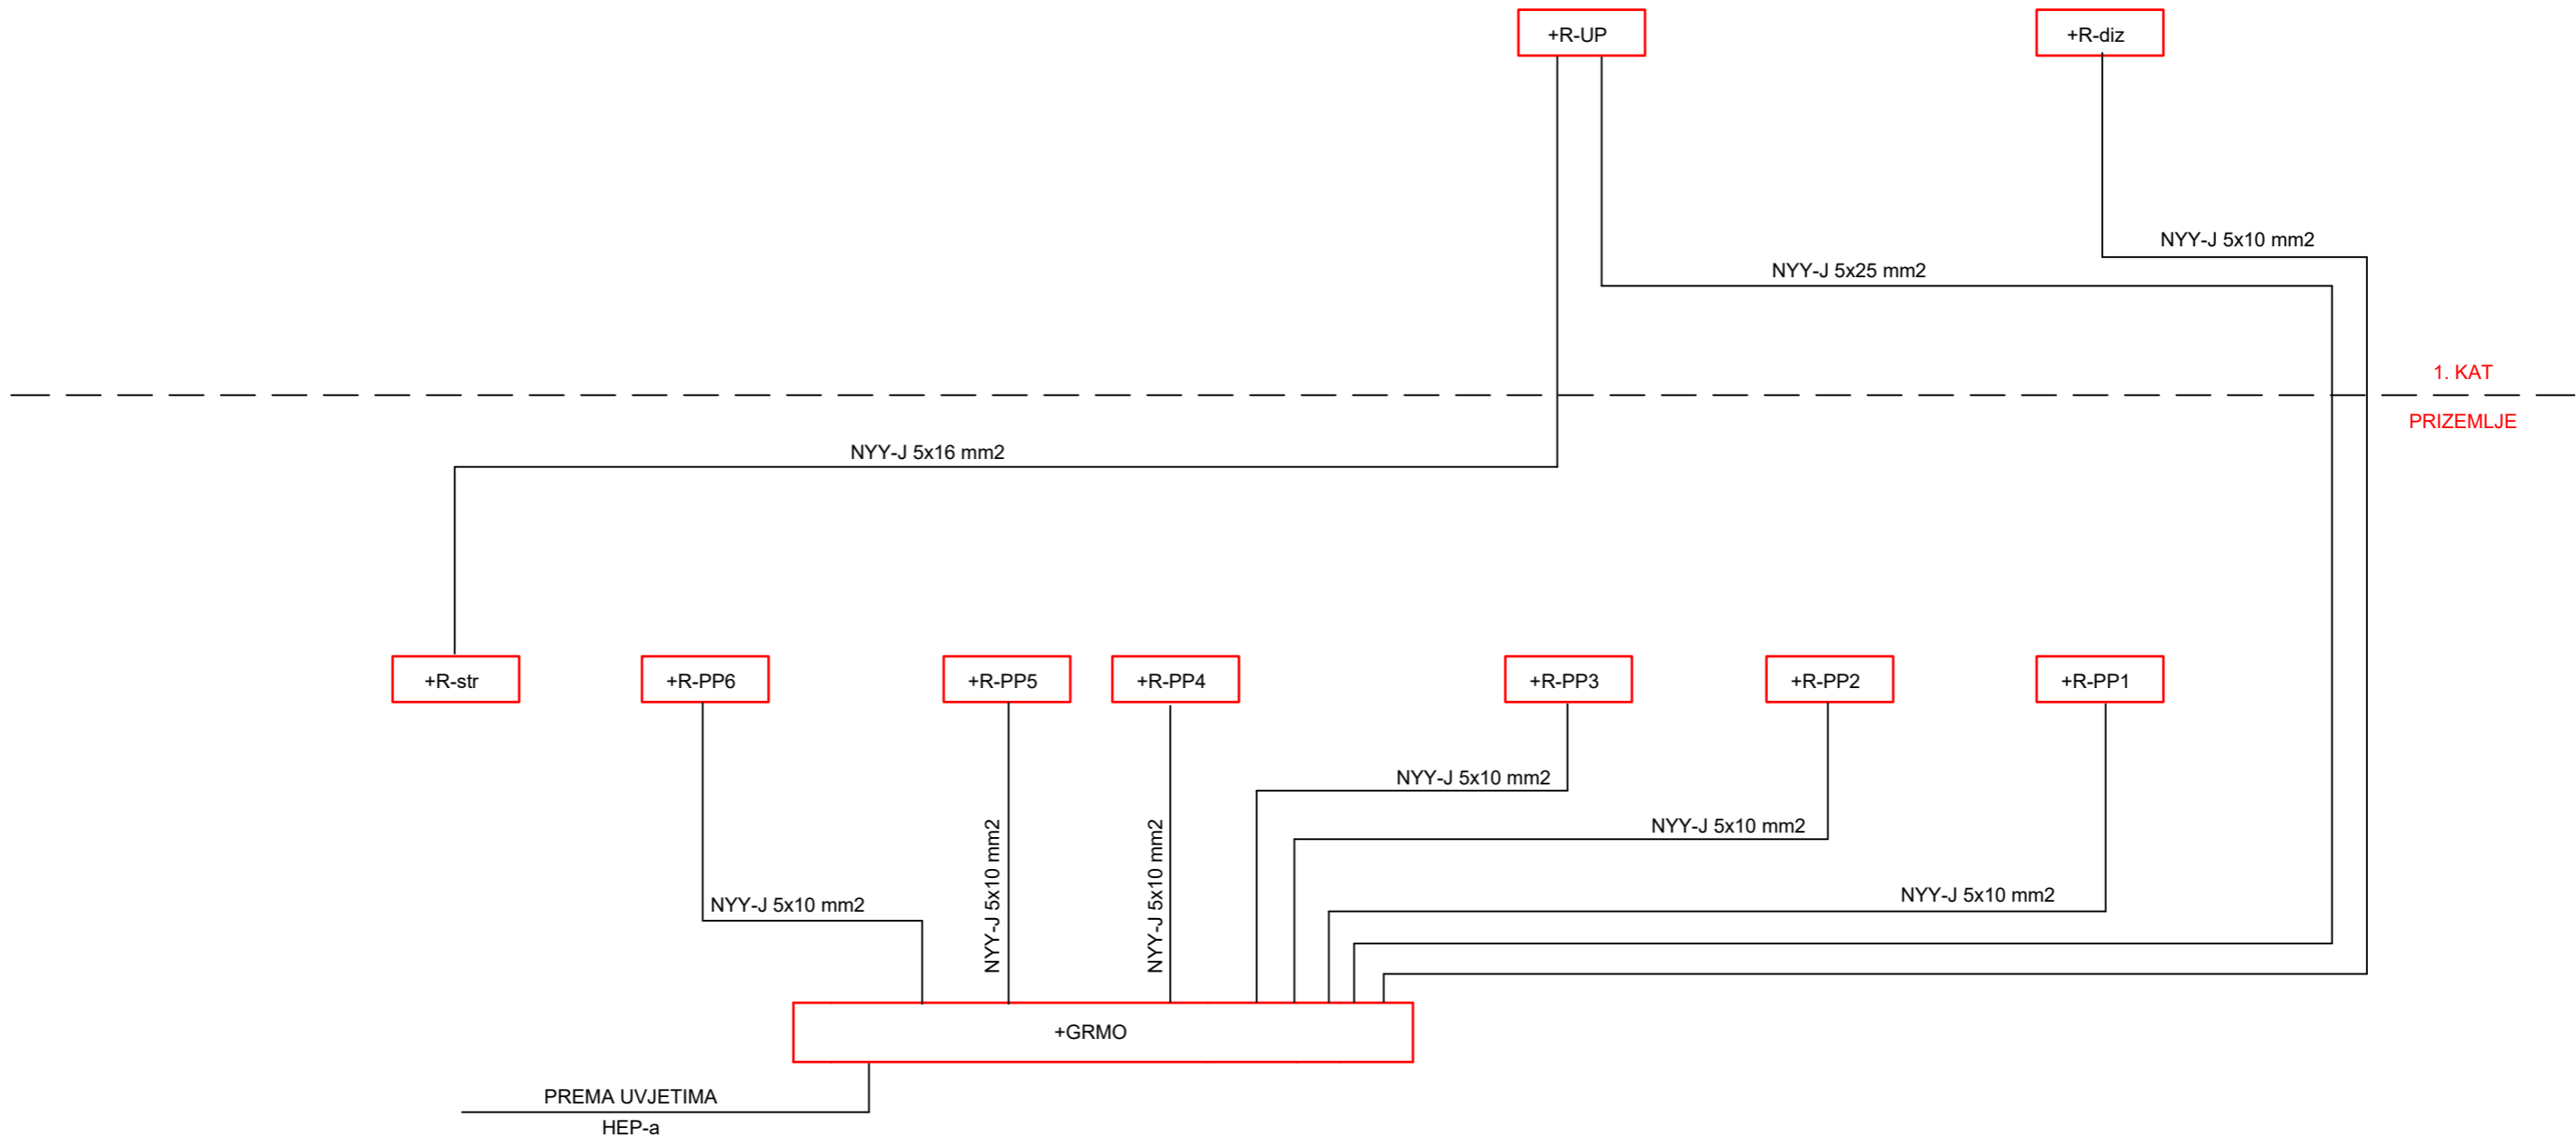 +R-UP
+R-diz
NYY-J 5x10 mm2
NYY-J 5x25 mm2
1. KAT
PRIZEMLJE
NYY-J 5x16 mm2
+R-str
+R-PP6
+R-PP5
+R-PP4
+R-PP3
+R-PP2
+R-PP1
NYY-J 5x10 mm2
NYY-J 5x10 mm2
NYY-J 5x10 mm2
NYY-J 5x10 mm2
NYY-J 5x10 mm2
NYY-J 5x10 mm2
+GRMO
PREMA UVJETIMA
HEP-a